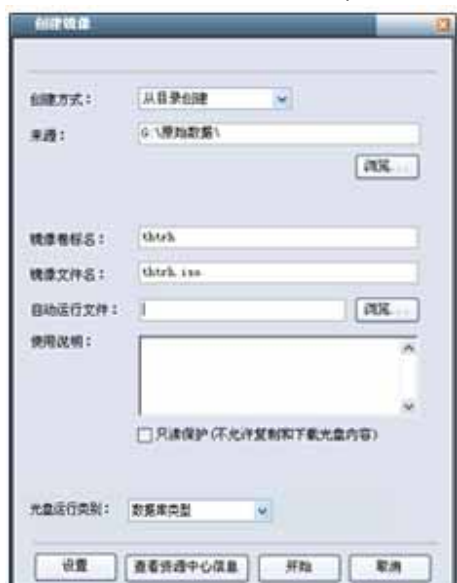 创建镜像
创建方式： 从目录创建
来源： G:\原始数据\
浏览...
镜像卷标名： thtrh
镜像文件名： thtrh.iso
自动运行文件： 浏览...
使用说明：
只读保护(不允许复制和下载光盘内容)
光盘运行类别： 数据库类型
设置 查看资源中心信息 开始 取消